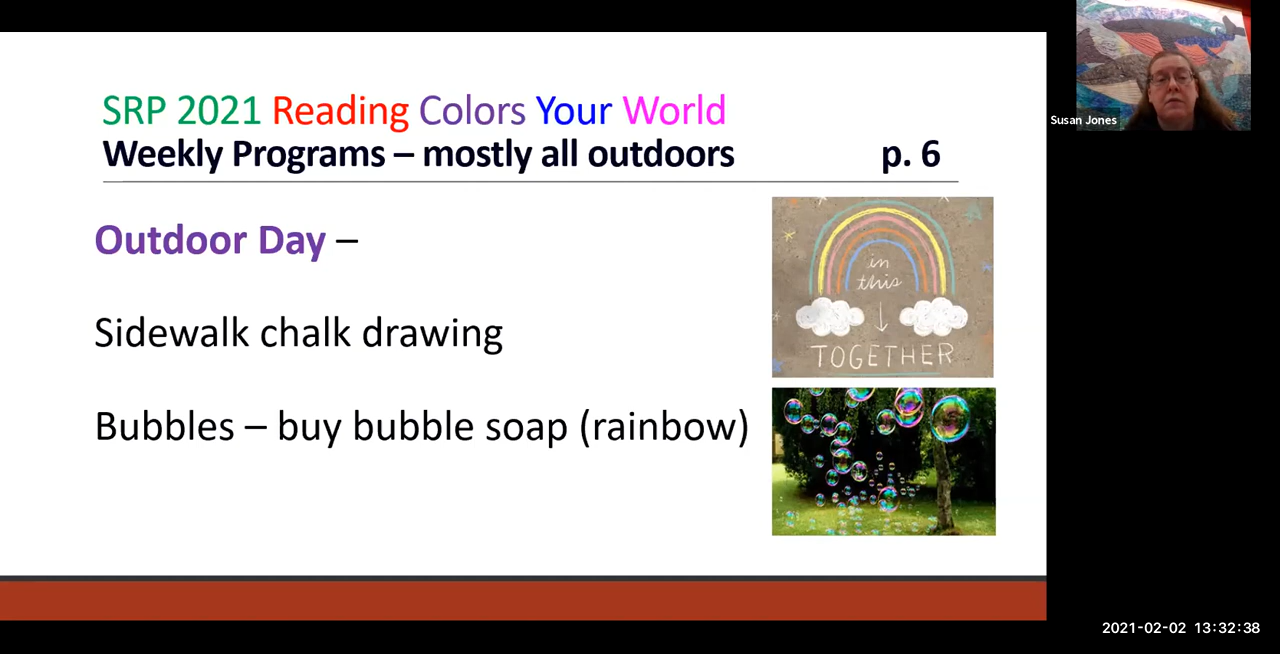 SRP 2021 Reading Colors Your World
Weekly Programs – mostly all outdoors p. 6
Outdoor Day –
Sidewalk chalk drawing
Bubbles – buy bubble soap (rainbow)
in
this
TOGETHER
Susan Jones
2021-02-02 13:32:38